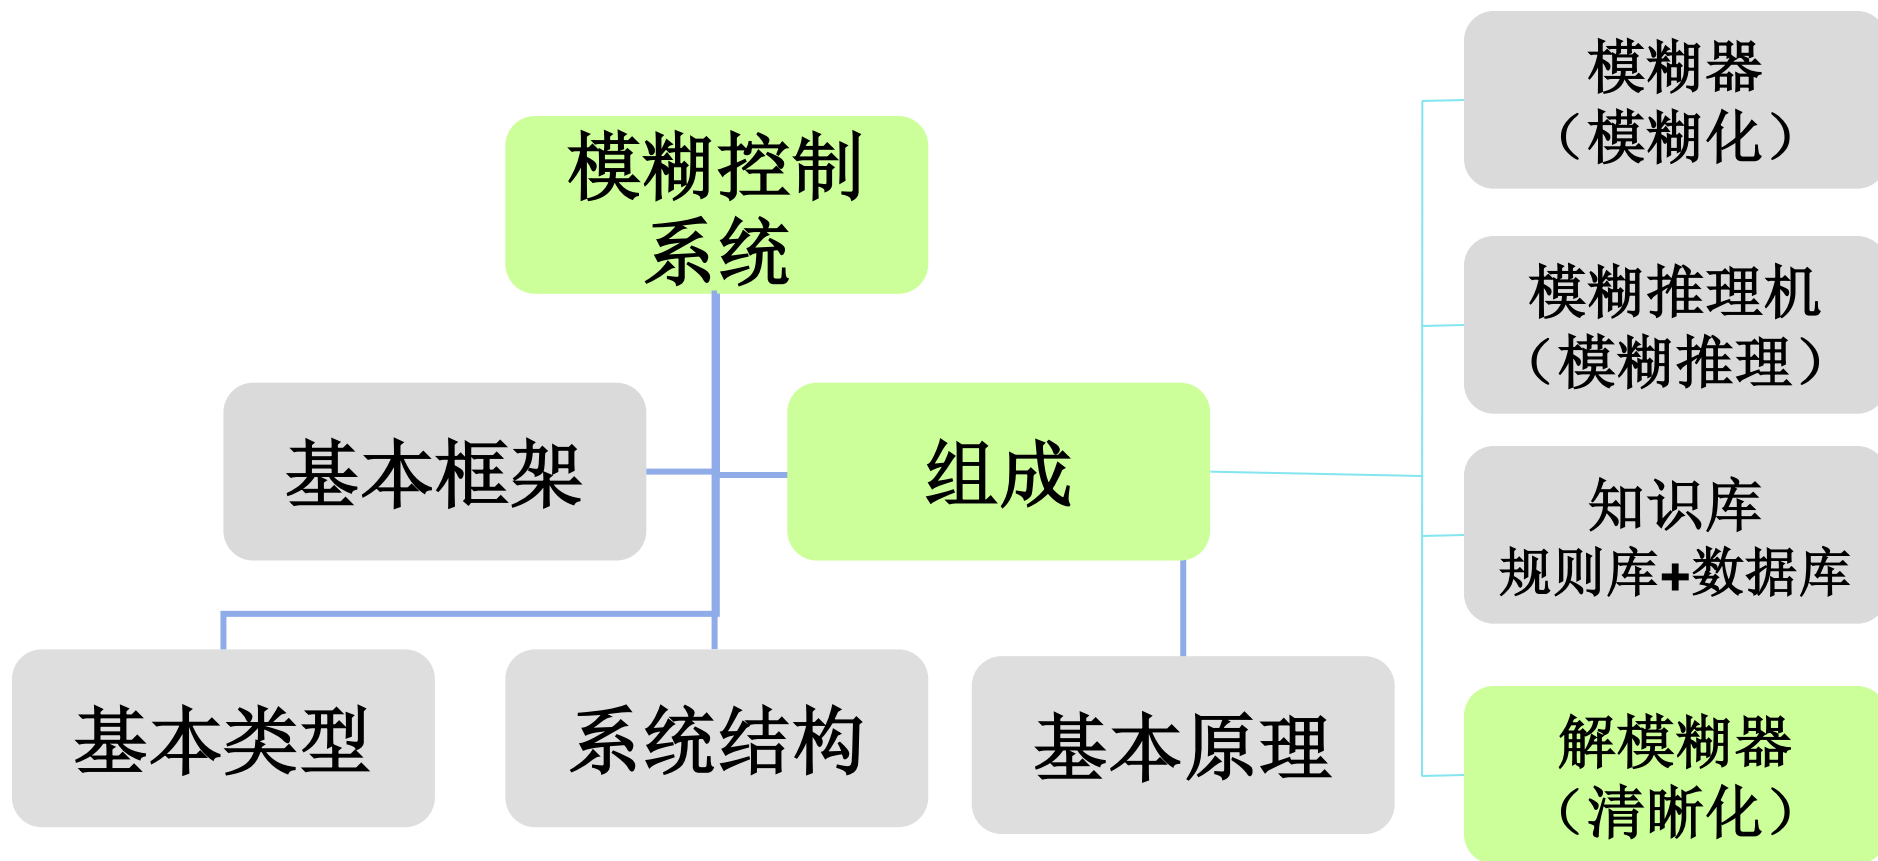 模糊控制
系统
基本框架
组成
基本类型
系统结构
基本原理
模糊器
（模糊化）
模糊推理机
（模糊推理）
知识库
规则库+数据库
解模糊器
（清晰化）